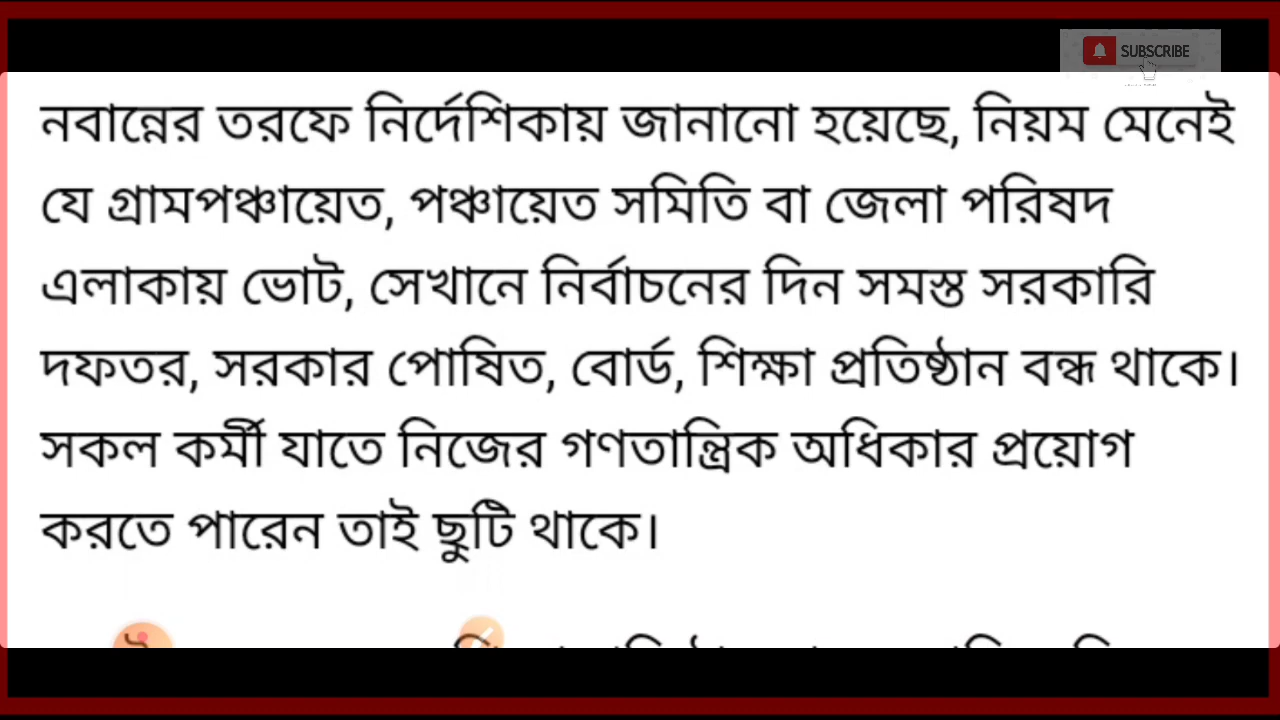 SUBSCRIBE
নবান্নের তরফে নির্দেশিকায় জানানো হয়েছে, নিয়ম মেনেই
যে গ্রামপঞ্চায়েত, পঞ্চায়েত সমিতি বা জেলা পরিষদ
এলাকায় ভোট, সেখানে নির্বাচনের দিন সমস্ত সরকারি
দফতর, সরকার পোষিত, বোর্ড, শিক্ষা প্রতিষ্ঠান বন্ধ থাকে।
সকল কর্মী যাতে নিজের গণতান্ত্রিক অধিকার প্রয়োগ
করতে পারেন তাই ছুটি থাকে।